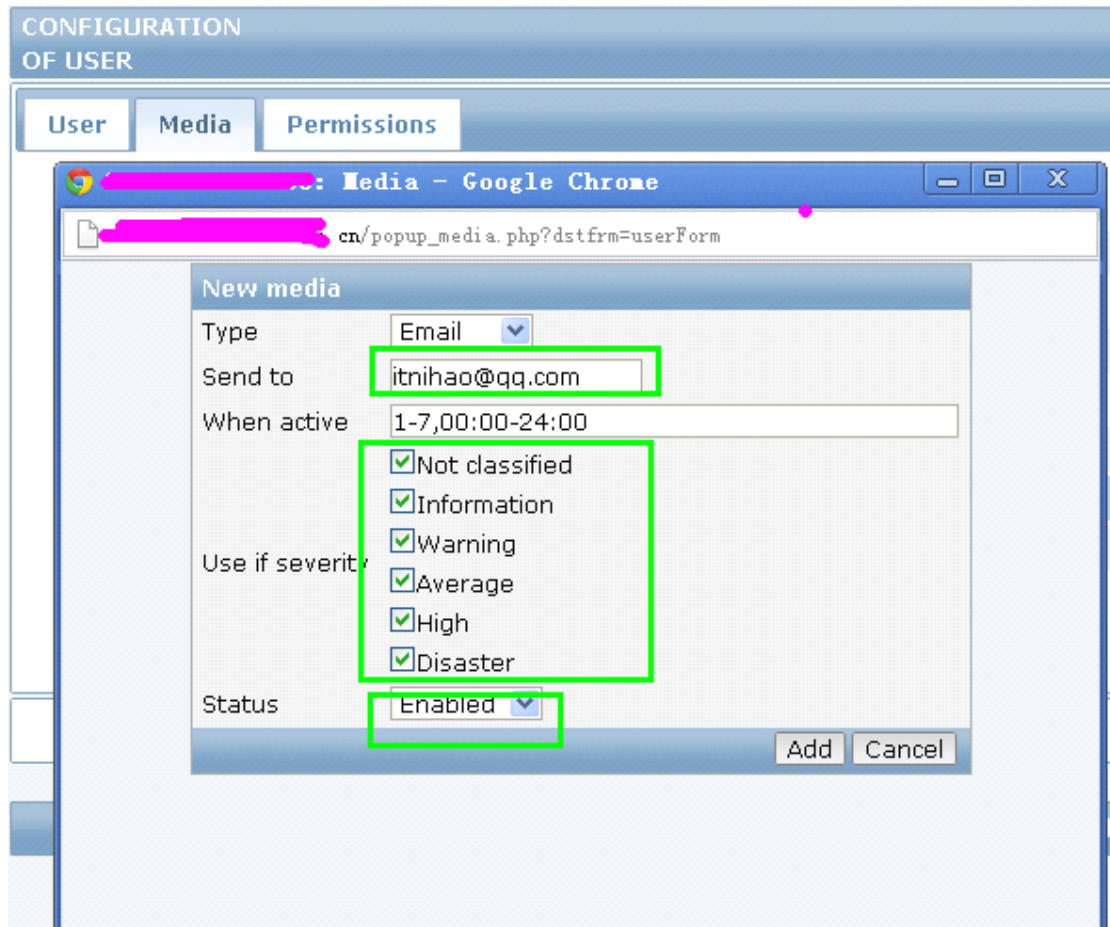 CONFIGURATION
OF USER
User Media Permissions
: Media - Google Chrome
cn/popup_media.php?dstfrm=userForm
New media
Type Email
Send to itnihao@qq.com
When active 1-7,00:00-24:00
Use if severity
Not classified
Information
Warning
Average
High
Disaster
Status Enabled
Add Cancel